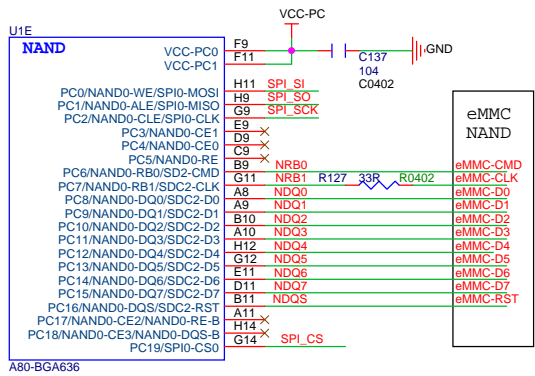 VCC-PC
U1E
NAND
VCC-PC0 F9
VCC-PC1 F11
GND
C137
104
C0402
PC0/NAND0-WE/SPI0-MOSI H11 SPI_SI
PC1/NAND0-ALE/SPI0-MISO H9 SPI_SO
PC2/NAND0-CLE/SPI0-CLK G9 SPI_SCK
PC3/NAND0-CE1 E9
PC4/NAND0-CE0 D9
PC5/NAND0-RE C9
eMMC
NAND
PC6/NAND0-RB0/SD2-CMD B9 NRB0 eMMC-CMD
PC7/NAND0-RB1/SDC2-CLK G11 NRB1 R127 33R R0402 eMMC-CLK
PC8/NAND0-DQ0/SDC2-D0 A8 NDQ0 eMMC-D0
PC9/NAND0-DQ1/SDC2-D1 A9 NDQ1 eMMC-D1
PC10/NAND0-DQ2/SDC2-D2 B10 NDQ2 eMMC-D2
PC11/NAND0-DQ3/SDC2-D3 A10 NDQ3 eMMC-D3
PC12/NAND0-DQ4/SDC2-D4 H12 NDQ4 eMMC-D4
PC13/NAND0-DQ5/SDC2-D5 G12 NDQ5 eMMC-D5
PC14/NAND0-DQ6/SDC2-D6 E11 NDQ6 eMMC-D6
PC15/NAND0-DQ7/SDC2-D7 D11 NDQ7 eMMC-D7
PC16/NAND0-DQS/SDC2-RST B11 NDQS eMMC-RST
PC17/NAND0-CE2/NAND0-RE-B A11
PC18/NAND0-CE3/NAND0-DQS-B H14
PC19/SPI0-CS0 G14 SPI_CS
A80-BGA636